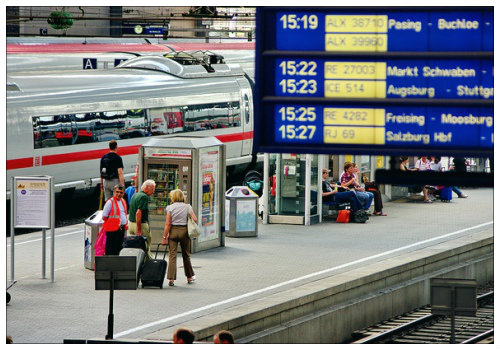 15:19 ALX 38710 Pasing - Buchloe
ALX 39960
15:22 RE 27003 Markt Schwaben
15:23 ICE 514 Augsburg - Stuttga
15:25 RE 4282 Freising - Moosburg
15:27 RJ 69 Salzburg Hbf
A